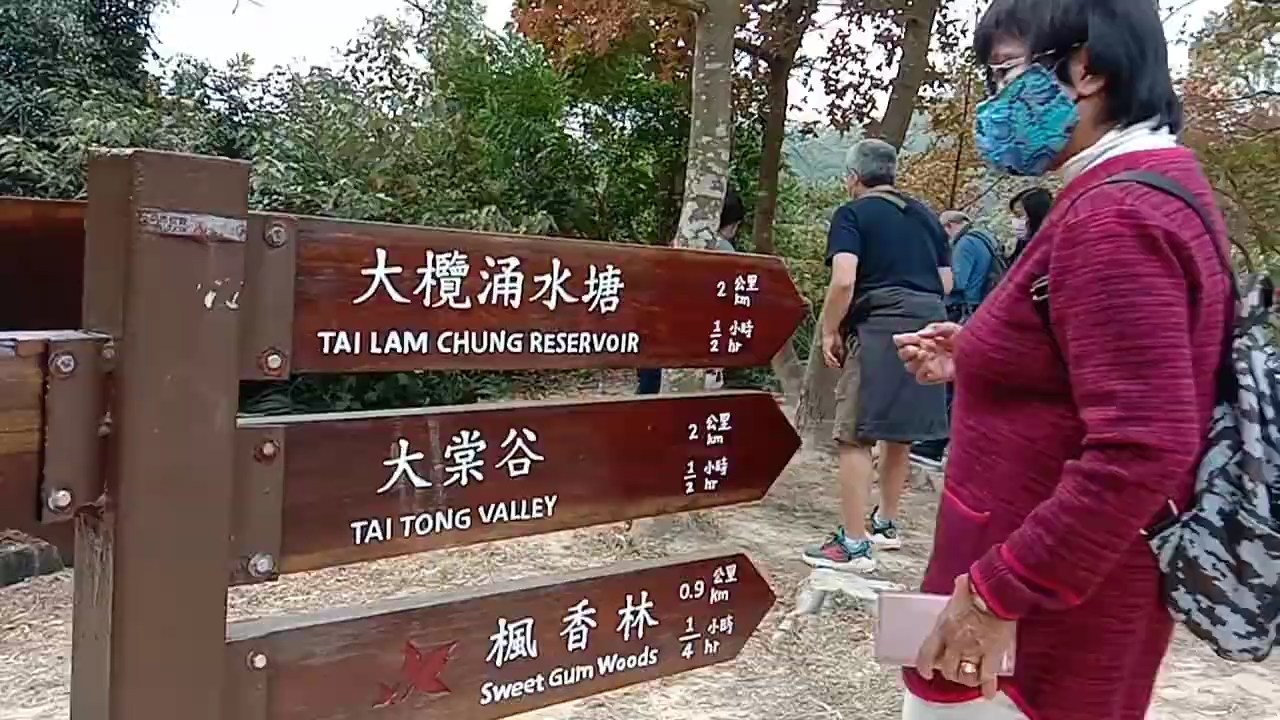 大欖涌水塘
TAI LAM CHUNG RESERVOIR
2 公里
km
1/2 小時
hr
大棠谷
TAI TONG VALLEY
2 公里
km
1/2 小時
hr
楓香林
Sweet Gum Woods
0.9 公里
km
1/4 小時
hr